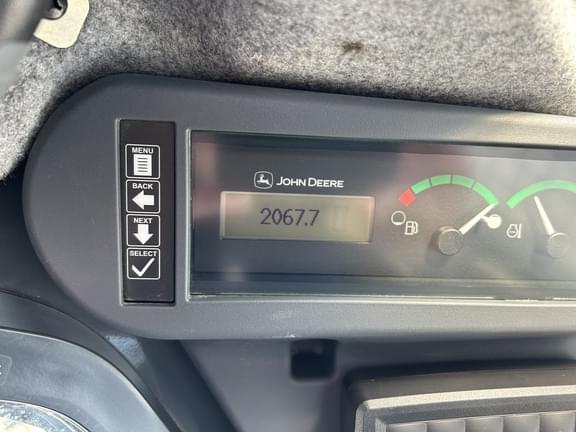 MENU
BACK
NEXT
SELECT
JOHN DEERE
2067.7